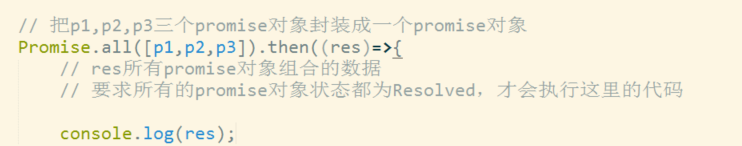 // 把p1,p2,p3三个promise对象封装成一个promise对象
Promise.all([p1,p2,p3]).then((res)=>{
// res所有promise对象组合的数据
// 要求所有的promise对象状态都为Resolved，才会执行这里的代码
console.log(res);